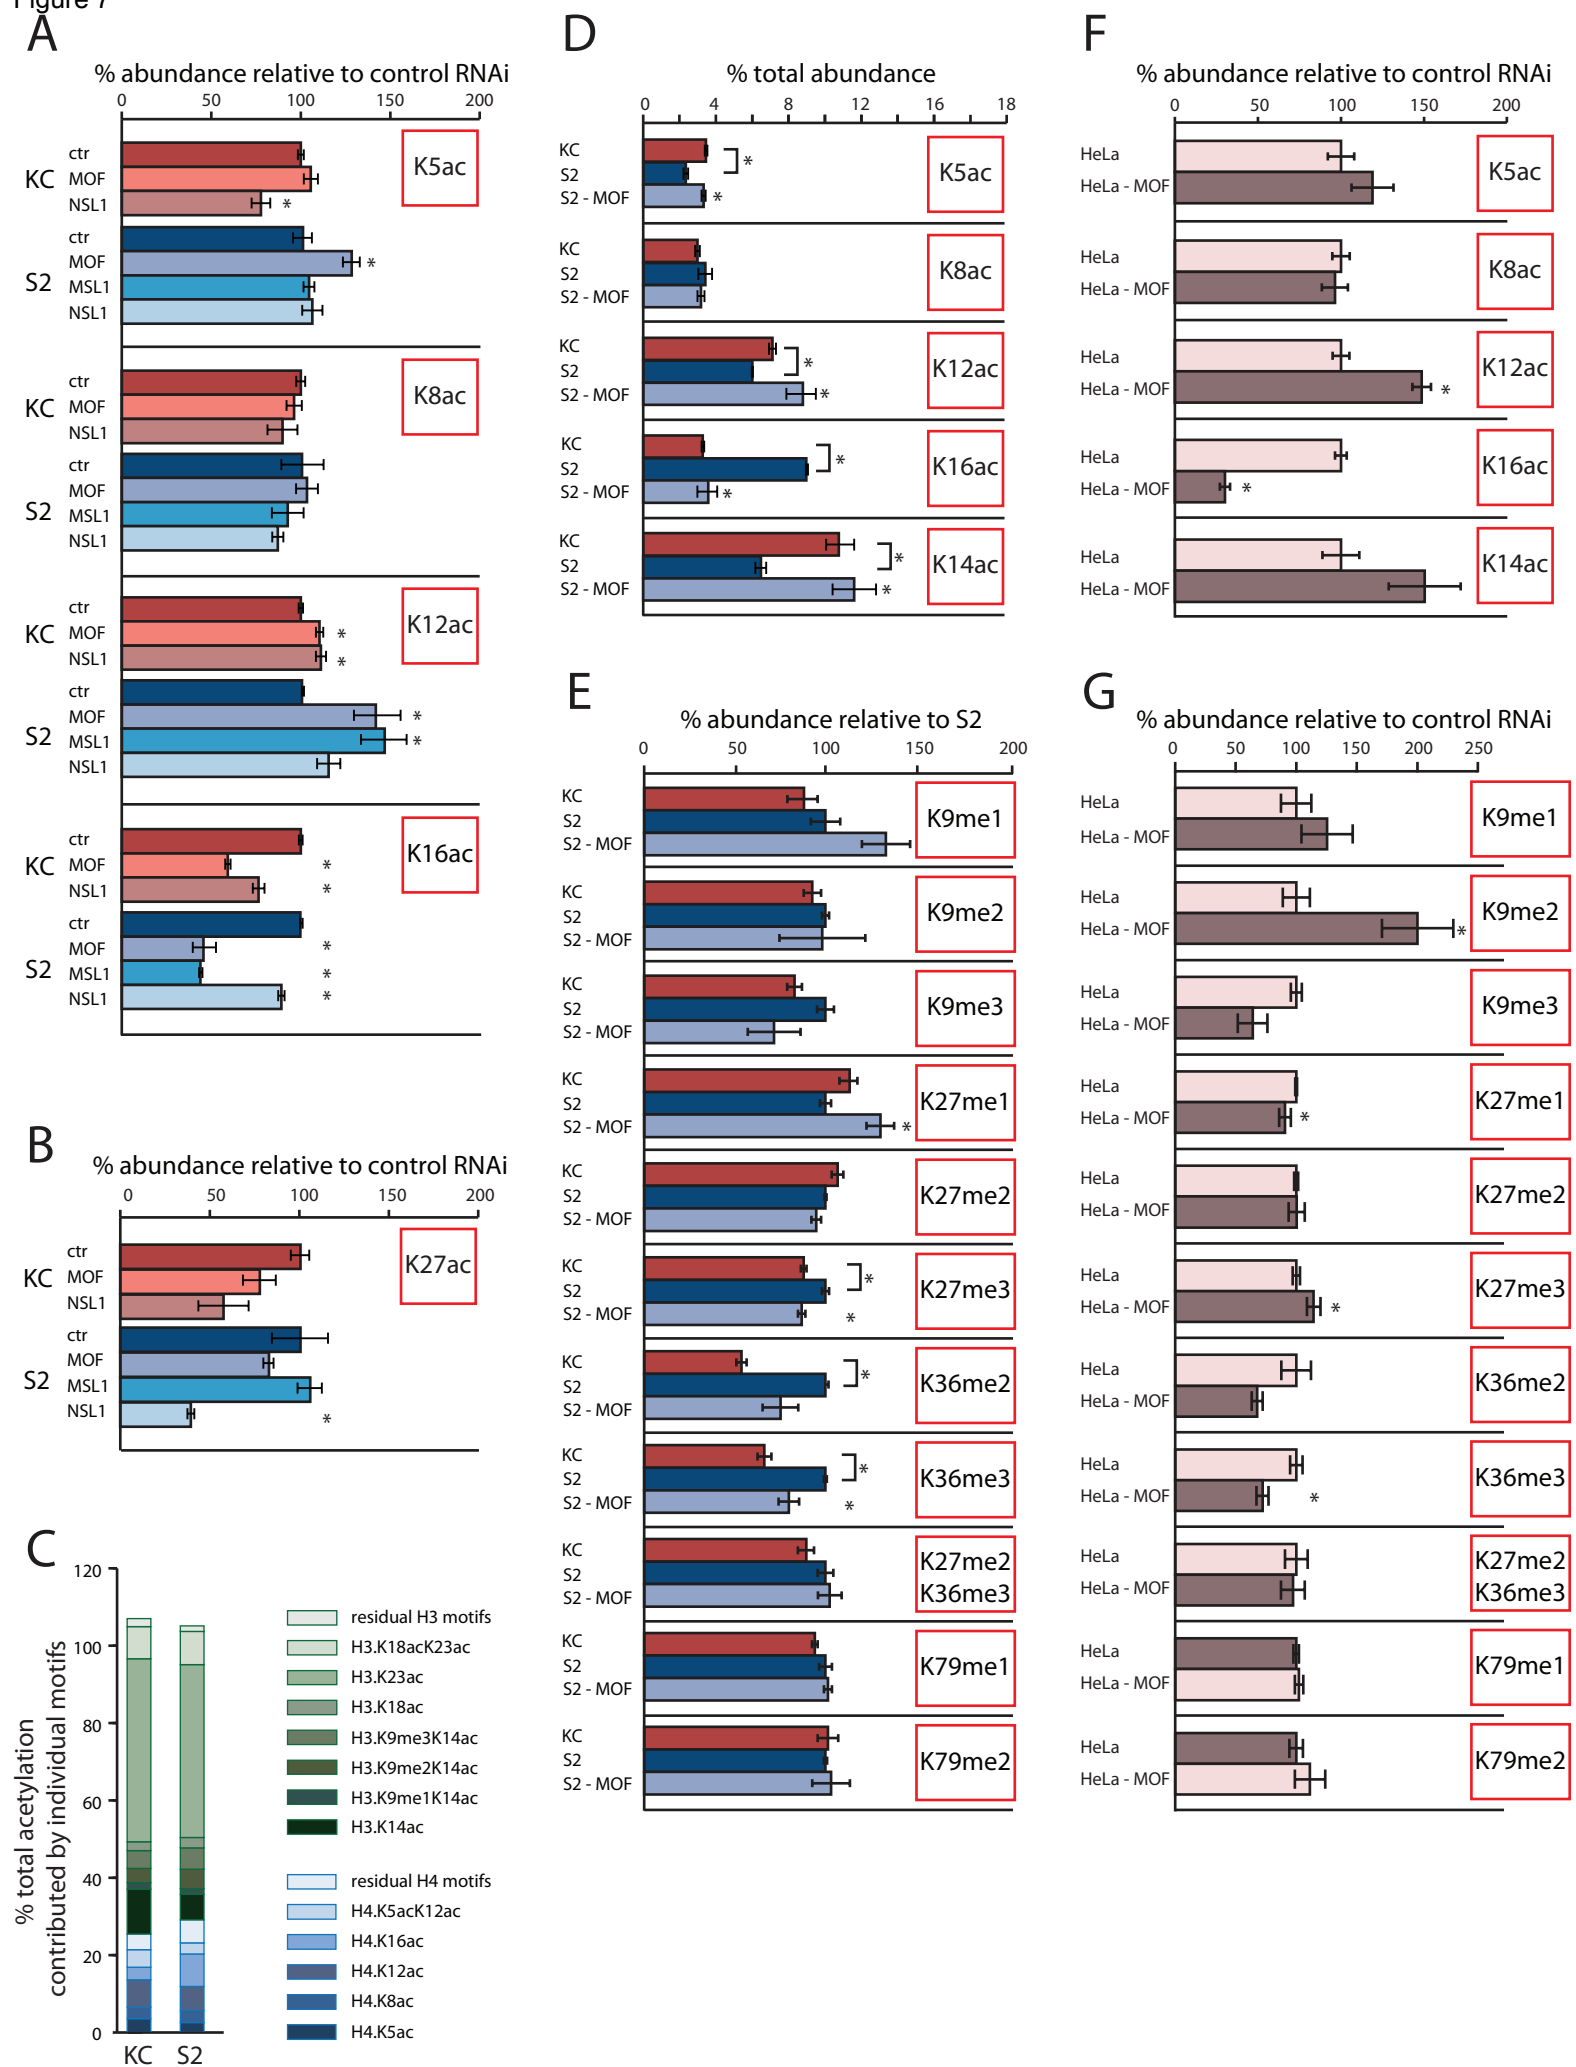 Figure 7
A
% abundance relative to control RNAi
0 50 100 150 200
KC
ctr
MOF
NSL1
*
K5ac
S2
ctr
MOF
MSL1
NSL1
*
KC
ctr
MOF
NSL1
K8ac
S2
ctr
MOF
MSL1
NSL1
KC
ctr
MOF
NSL1
*
*
K12ac
S2
ctr
MOF
MSL1
NSL1
*
*
KC
ctr
MOF
NSL1
*
*
K16ac
S2
ctr
MOF
MSL1
NSL1
*
*
*
B
% abundance relative to control RNAi
0 50 100 150 200
KC
ctr
MOF
NSL1
K27ac
S2
ctr
MOF
MSL1
NSL1
*
C
% total acetylation
contributed by individual motifs
120
100
80
60
40
20
0
KC S2
residual H3 motifs
H3.K18acK23ac
H3.K23ac
H3.K18ac
H3.K9me3K14ac
H3.K9me2K14ac
H3.K9me1K14ac
H3.K14ac
residual H4 motifs
H4.K5acK12ac
H4.K16ac
H4.K12ac
H4.K8ac
H4.K5ac
D
% total abundance
0 4 8 12 16 18
KC
S2
S2 - MOF
*
*
K5ac
KC
S2
S2 - MOF
K8ac
KC
S2
S2 - MOF
*
*
K12ac
KC
S2
S2 - MOF
*
*
K16ac
KC
S2
S2 - MOF
*
*
K14ac
E
% abundance relative to S2
0 50 100 150 200
KC
S2
S2 - MOF
K9me1
KC
S2
S2 - MOF
K9me2
KC
S2
S2 - MOF
K9me3
KC
S2
S2 - MOF
*
K27me1
KC
S2
S2 - MOF
K27me2
KC
S2
S2 - MOF
*
*
K27me3
KC
S2
S2 - MOF
*
K36me2
KC
S2
S2 - MOF
*
*
K36me3
KC
S2
S2 - MOF
K27me2
K36me3
KC
S2
S2 - MOF
K79me1
KC
S2
S2 - MOF
K79me2
F
% abundance relative to control RNAi
0 50 100 150 200
HeLa
HeLa - MOF
K5ac
HeLa
HeLa - MOF
K8ac
HeLa
HeLa - MOF
*
K12ac
HeLa
HeLa - MOF
*
K16ac
HeLa
HeLa - MOF
K14ac
G
% abundance relative to control RNAi
0 50 100 150 200 250
HeLa
HeLa - MOF
K9me1
HeLa
HeLa - MOF
*
K9me2
HeLa
HeLa - MOF
K9me3
HeLa
HeLa - MOF
*
K27me1
HeLa
HeLa - MOF
K27me2
HeLa
HeLa - MOF
*
K27me3
HeLa
HeLa - MOF
K36me2
HeLa
HeLa - MOF
*
K36me3
HeLa
HeLa - MOF
K27me2
K36me3
HeLa
HeLa - MOF
K79me1
HeLa
HeLa - MOF
K79me2